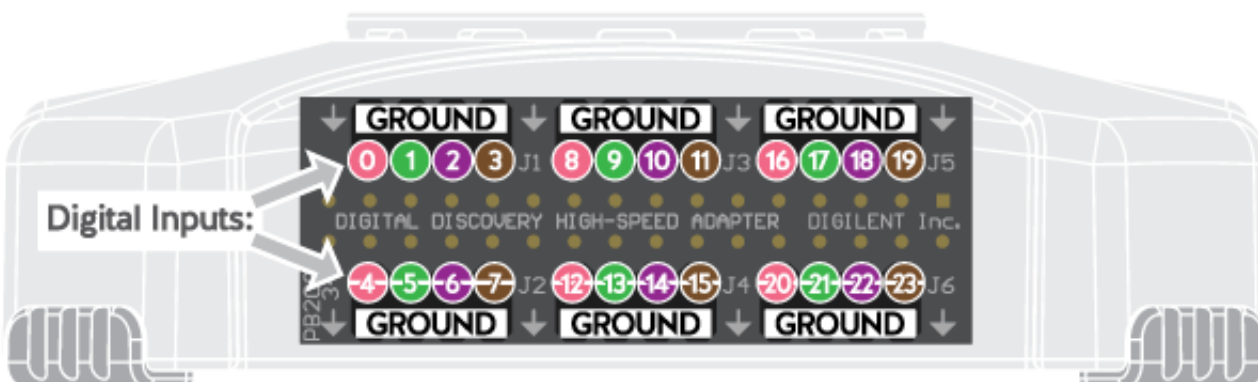 GROUND GROUND GROUND
0 1 2 3 J1 8 9 10 11 J3 16 17 18 19 J5
Digital Inputs:
DIGITAL DISCOVERY HIGH-SPEED ADAPTER DIGILENT Inc.
-4- -5- -6- -7- J2 -12- -13- -14- -15- J4 -20- -21- -22- -23- J6
GROUND GROUND GROUND